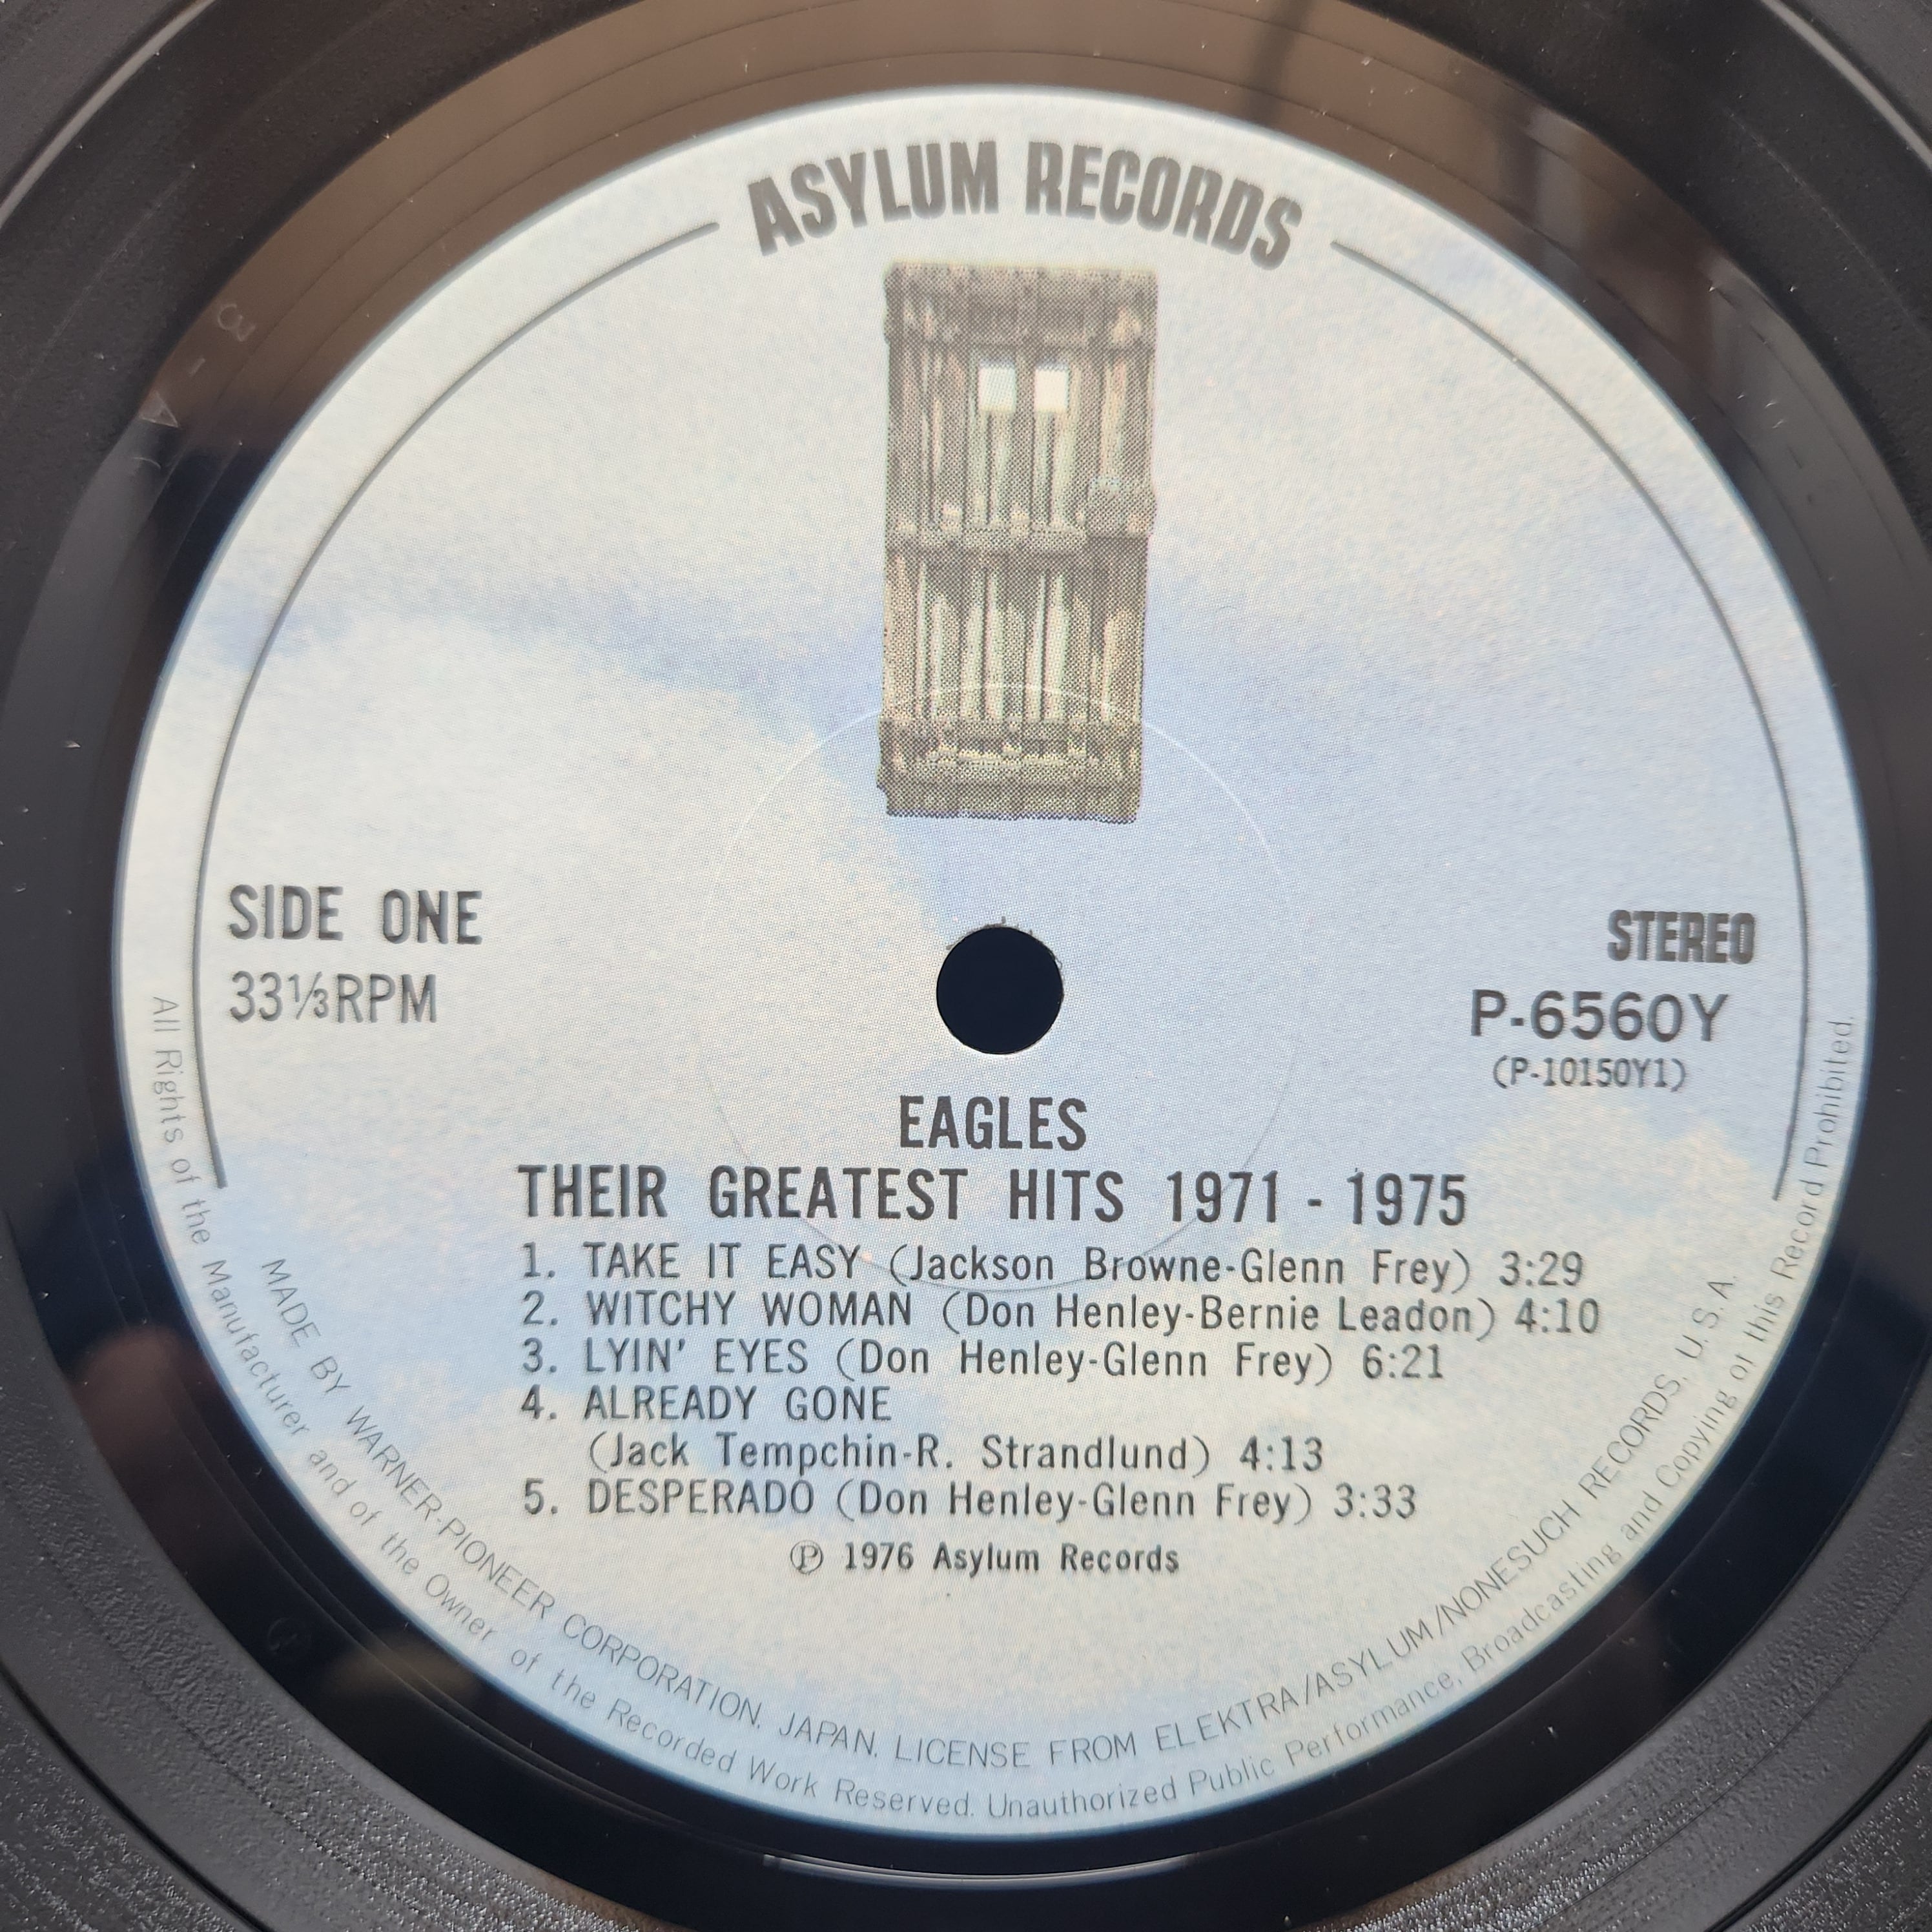 ASYLUM RECORDS
SIDE ONE
33⅓RPM
STEREO
P-6560Y
(P-10150Y1)
EAGLES
THEIR GREATEST HITS 1971 - 1975
1. TAKE IT EASY (Jackson Browne-Glenn Frey) 3:29
2. WITCHY WOMAN (Don Henley-Bernie Leadon) 4:10
3. LYIN' EYES (Don Henley-Glenn Frey) 6:21
4. ALREADY GONE
(Jack Tempchin-R. Strandlund) 4:13
5. DESPERADO (Don Henley-Glenn Frey) 3:33
Ⓟ 1976 Asylum Records
MADE BY WARNER-PIONEER CORPORATION, JAPAN. LICENSE FROM ELEKTRA/ASYLUM/NONESUCH RECORDS, U.S.A.
All Rights of the Manufacturer and of the Owner of the Recorded Work Reserved. Unauthorized Public Performance, Broadcasting and Copying of this Record Prohibited.